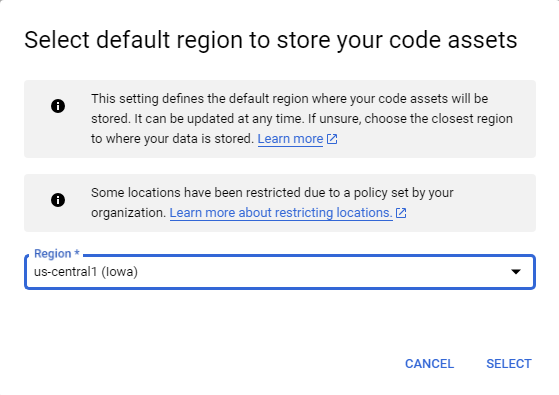 Select default region to store your code assets
This setting defines the default region where your code assets will be
stored. It can be updated at any time. If unsure, choose the closest region
to where your data is stored. Learn more
Some locations have been restricted due to a policy set by your
organization. Learn more about restricting locations.
Region *
us-central1 (Iowa)
CANCEL SELECT